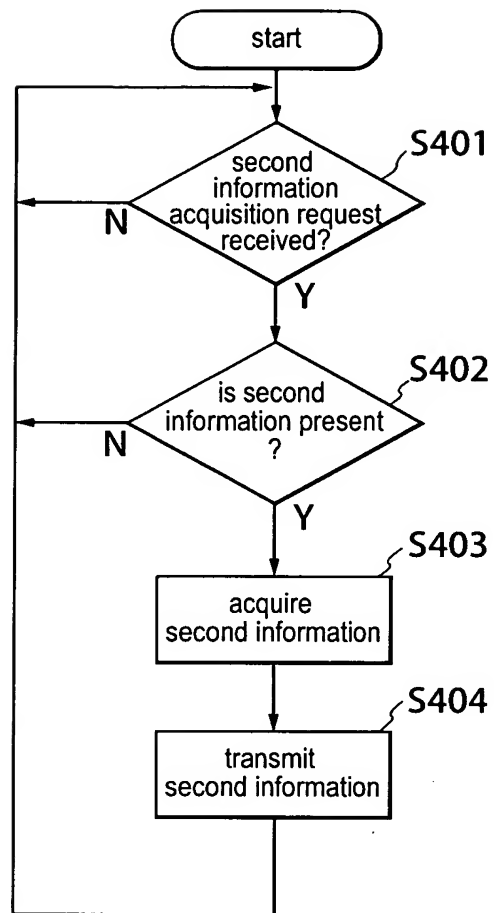 start
S401
second
information
acquisition request
received?
N
Y
S402
is second
information present
?
N
Y
S403
acquire
second information
S404
transmit
second information